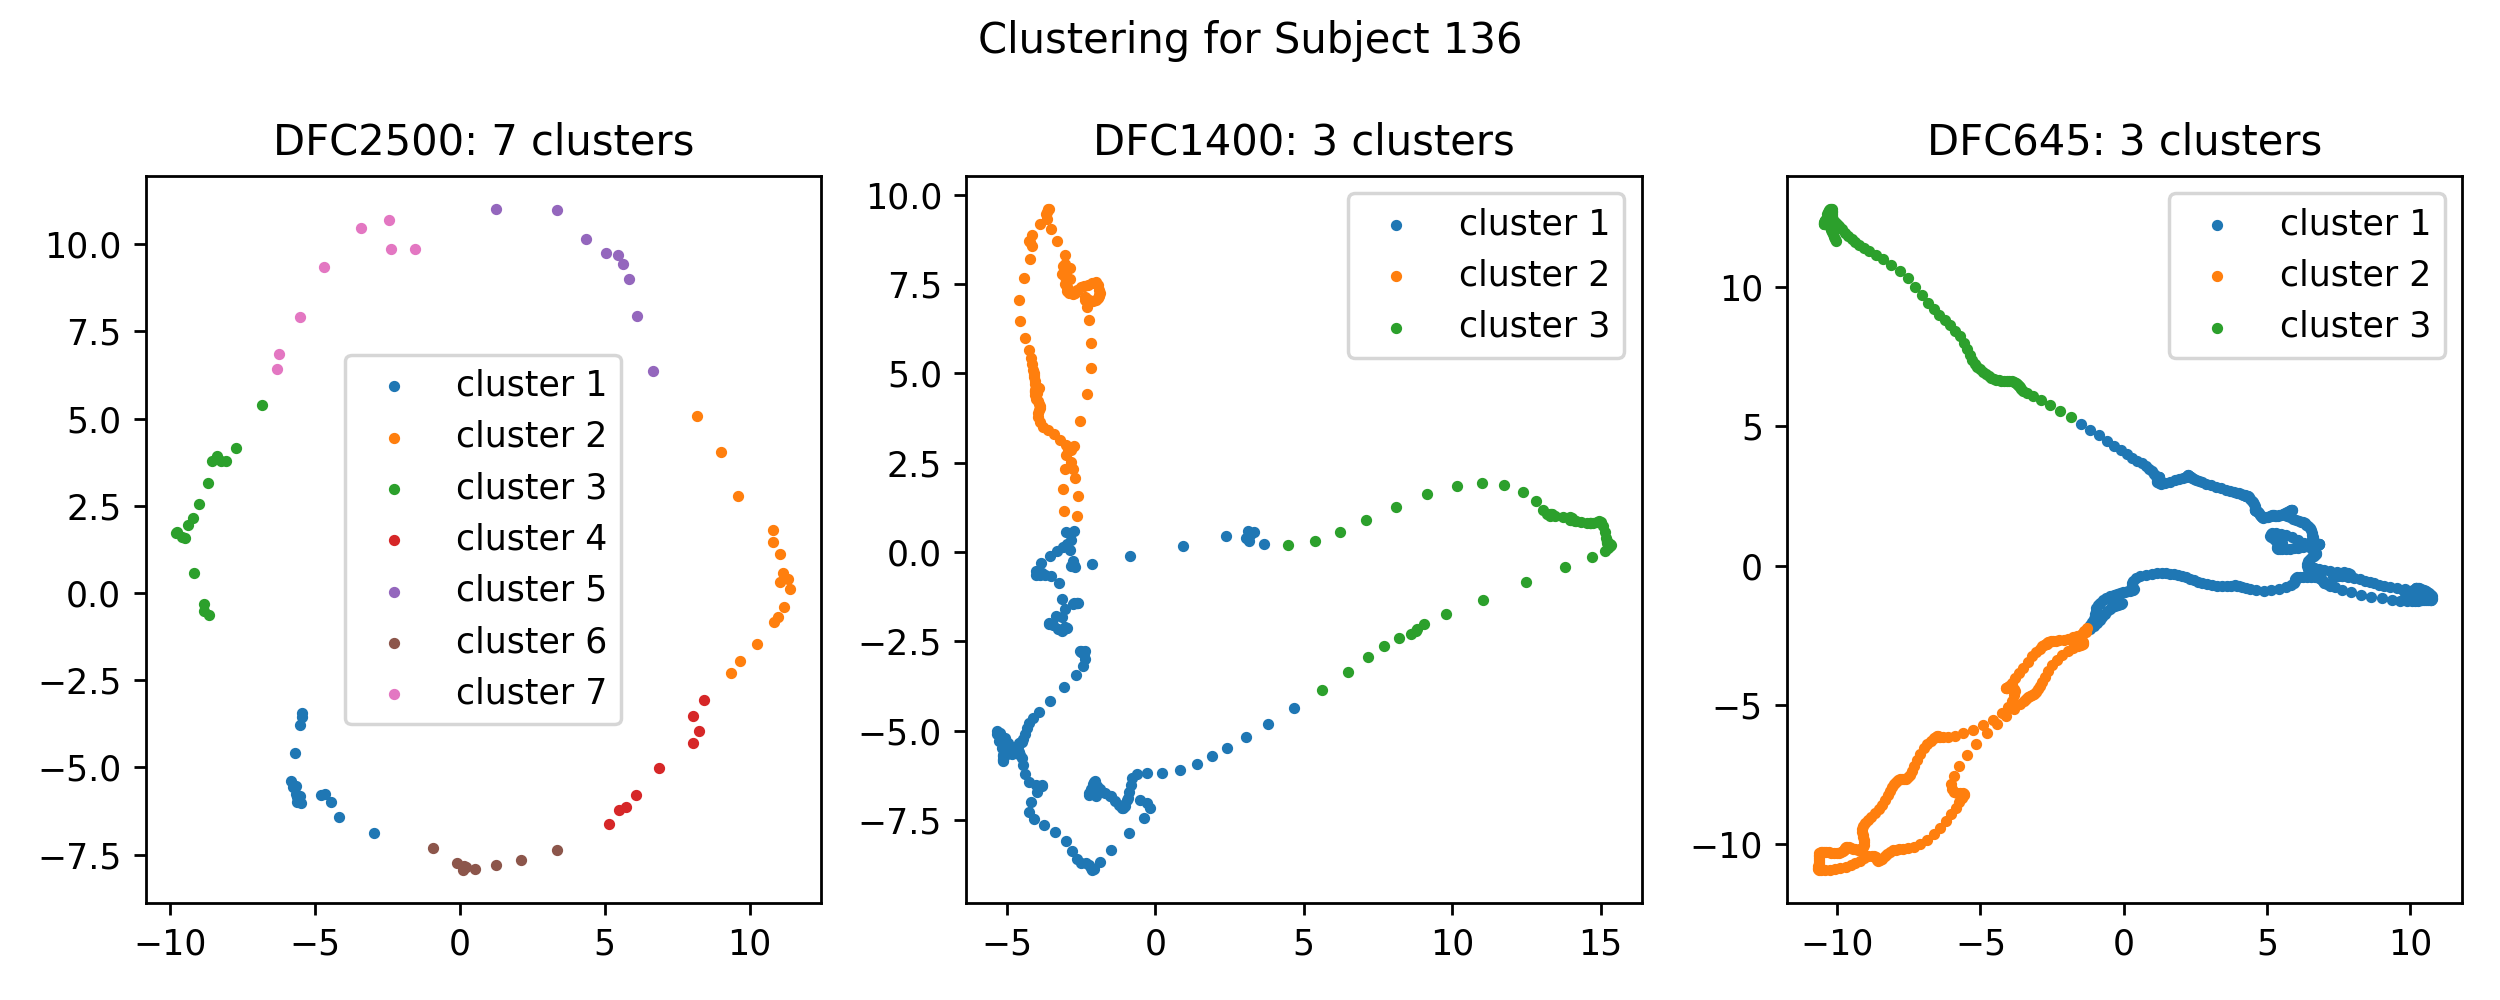 Clustering for Subject 136
DFC2500: 7 clusters
10.0
7.5
5.0
2.5
0.0
−2.5
−5.0
−7.5
−10
−5
0
5
10
cluster 1
cluster 2
cluster 3
cluster 4
cluster 5
cluster 6
cluster 7
DFC1400: 3 clusters
10.0
7.5
5.0
2.5
0.0
−2.5
−5.0
−7.5
−5
0
5
10
15
cluster 1
cluster 2
cluster 3
DFC645: 3 clusters
10
5
0
−5
−10
−10
−5
0
5
10
cluster 1
cluster 2
cluster 3